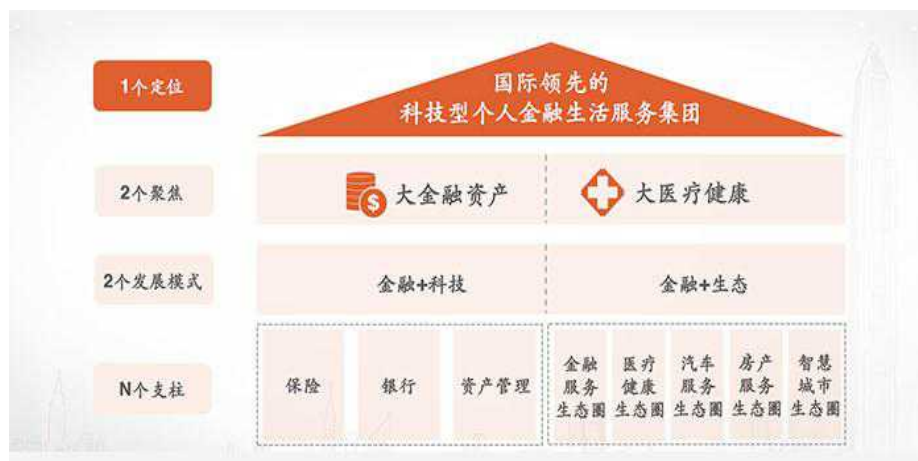 1个定位
国际领先的
科技型个人金融生活服务集团
2个聚焦
$
大金融资产
大医疗健康
2个发展模式
金融+科技
金融+生态
N个支柱
保险
银行
资产管理
金融
服务
生态圈
医疗
健康
生态圈
汽车
服务
生态圈
房产
服务
生态圈
智慧
城市
生态圈